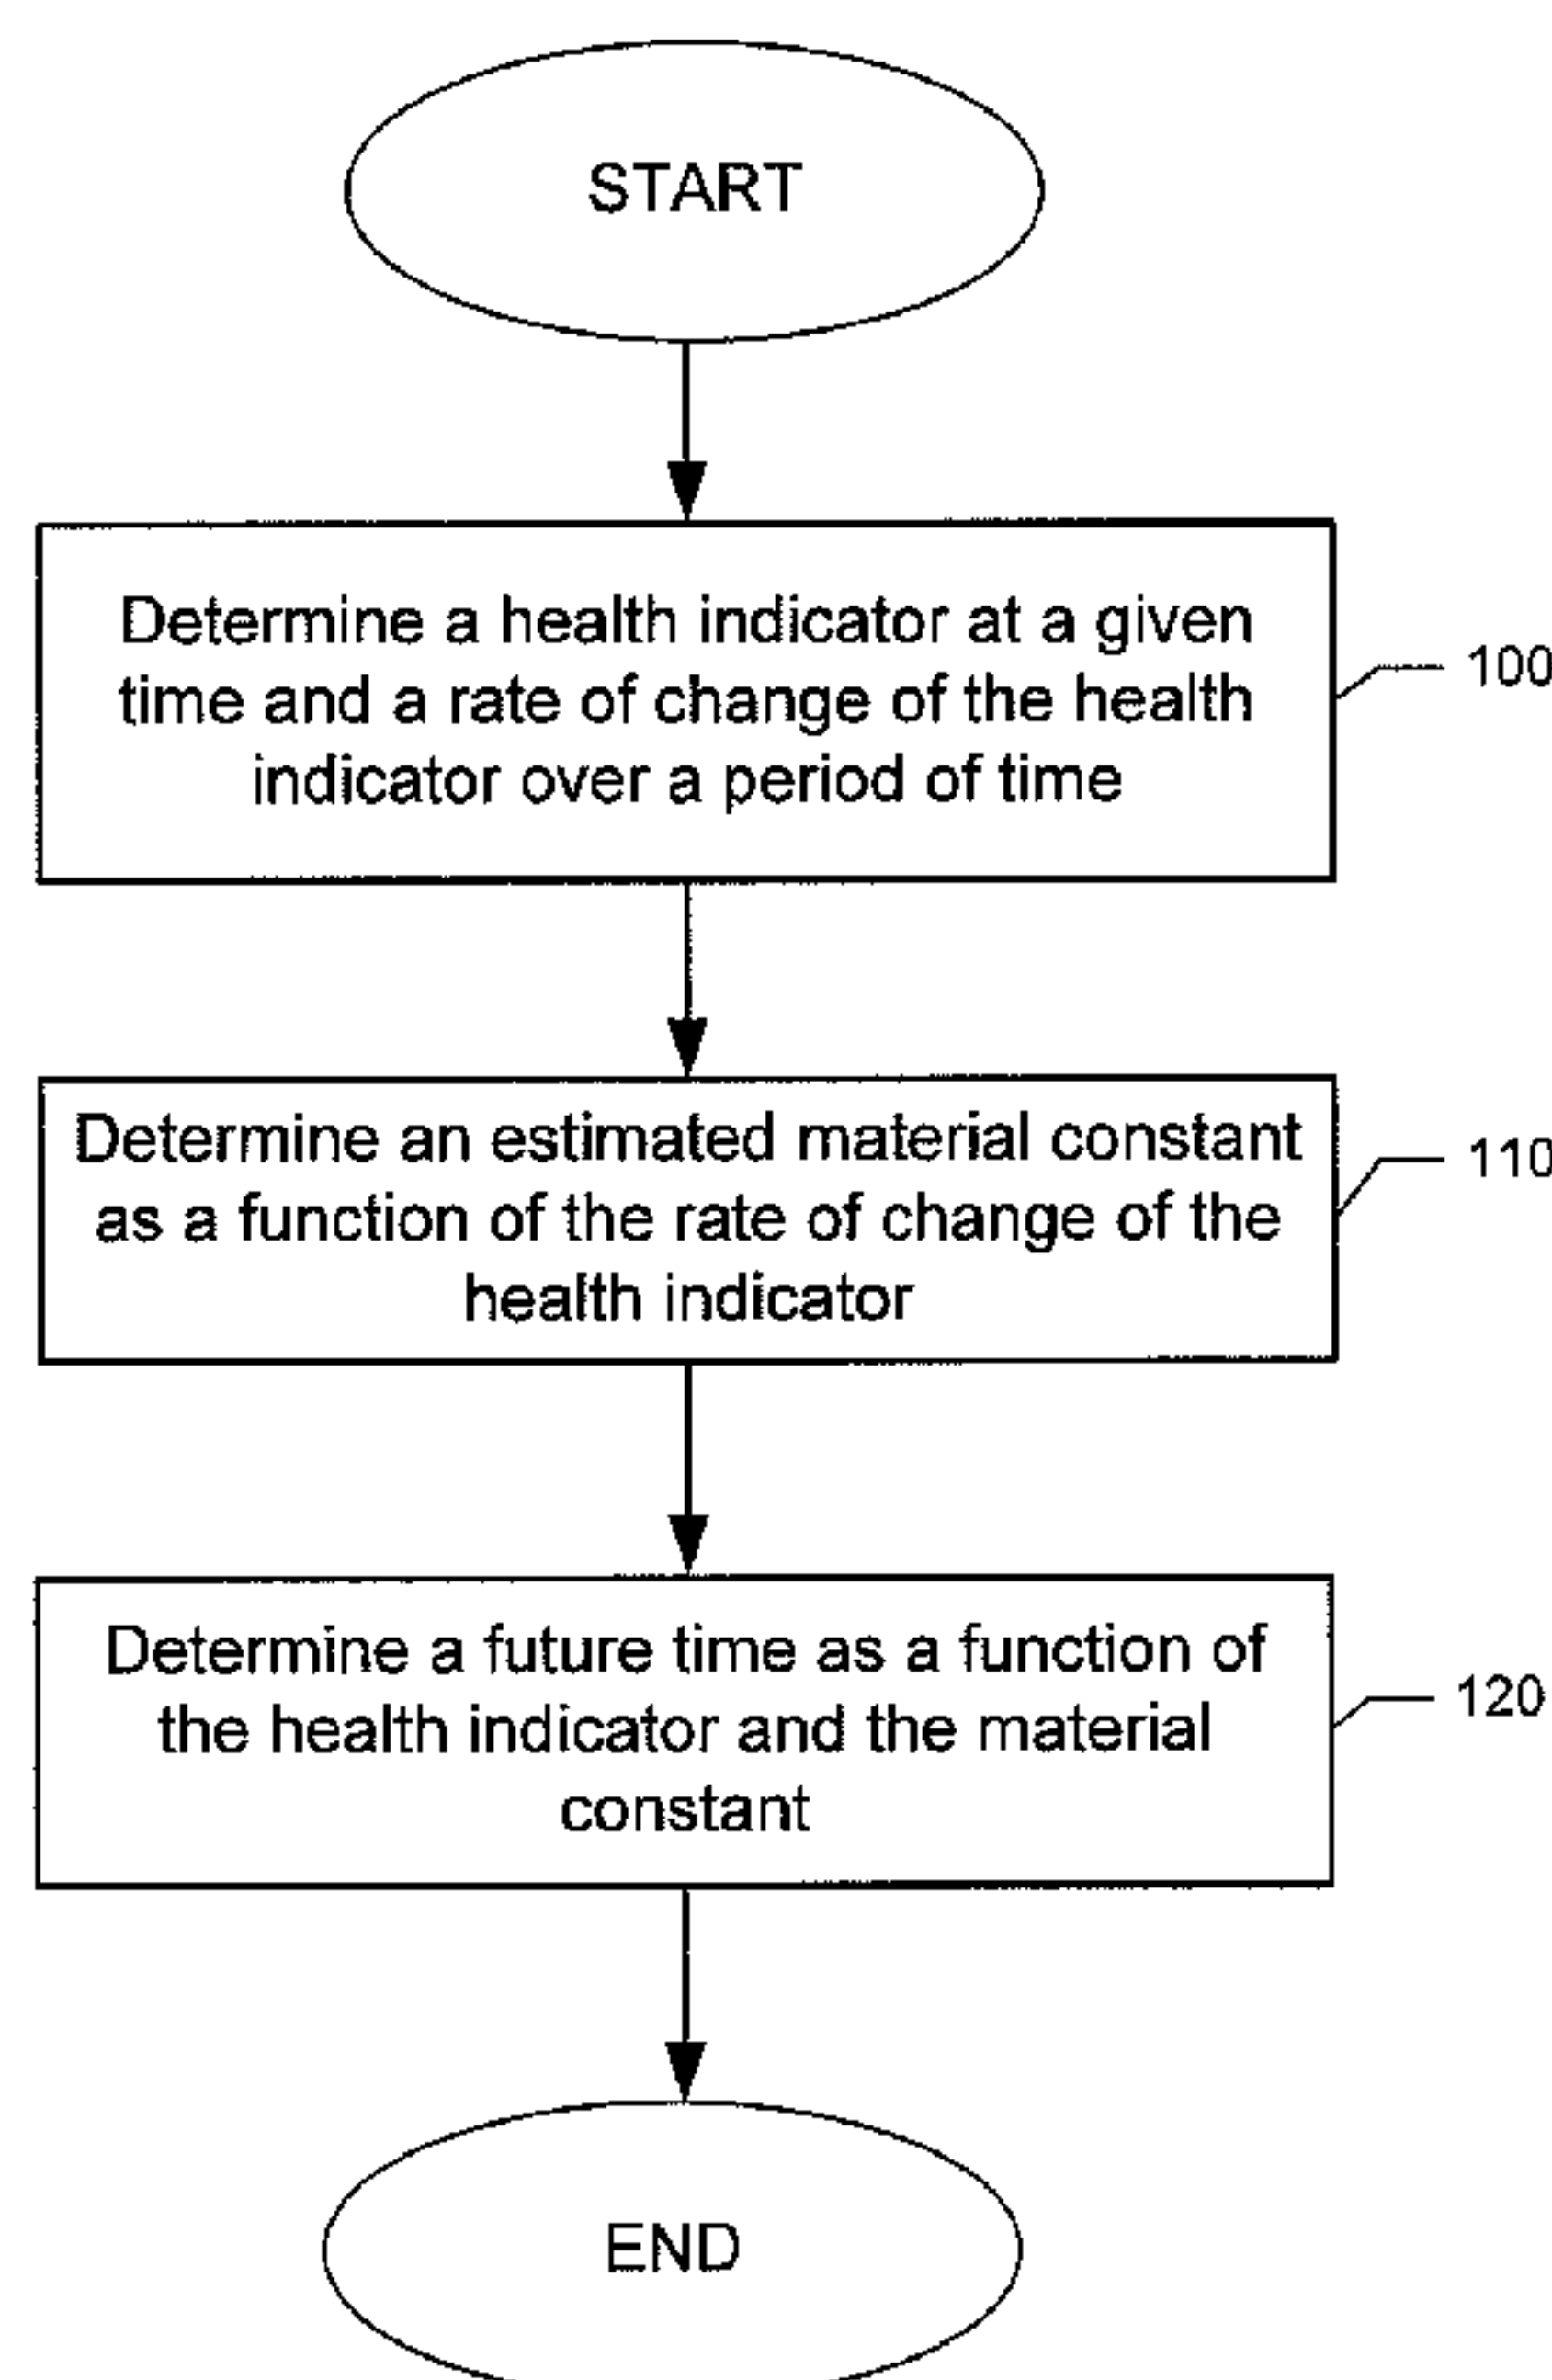 START
Determine a health indicator at a given
time and a rate of change of the health
indicator over a period of time
100
Determine an estimated material constant
as a function of the rate of change of the
health indicator
110
Determine a future time as a function of
the health indicator and the material
constant
120
END